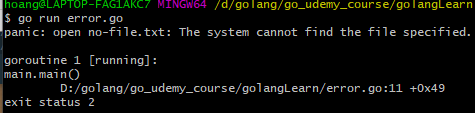 hoang@LAPTOP-FAG1AKC7 MINGW64 /d/golang/go_udemy_course/golangLearn
$ go run error.go
panic: open no-file.txt: The system cannot find the file specified.
goroutine 1 [running]:
main.main()
D:/golang/go_udemy_course/golangLearn/error.go:11 +0x49
exit status 2